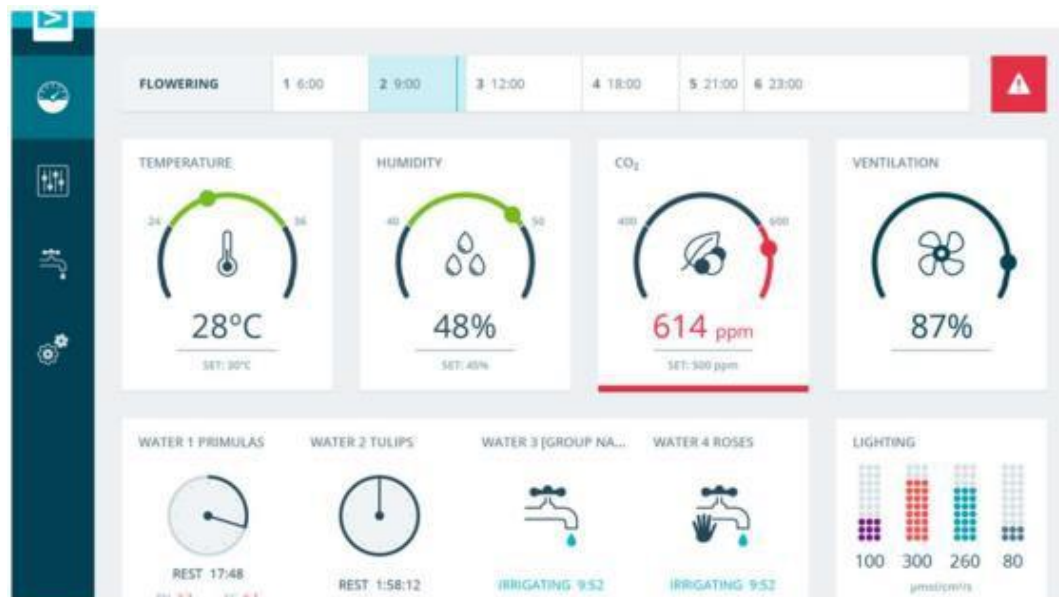 FLOWERING 1 6:00 2 9:00 3 12:00 4 18:00 5 21:00 6 23:00
TEMPERATURE HUMIDITY CO₂ VENTILATION
24 36 40 50 400 600
28°C 48% 614 ppm 87%
SET: 30°C SET: 45% SET: 500 ppm
WATER 1 PRIMULAS WATER 2 TULIPS WATER 3 [GROUP NA... WATER 4 ROSES LIGHTING
100 300 260 80
REST 17:48 REST 1:58:12 IRRIGATING 9:52 IRRIGATING 9:52